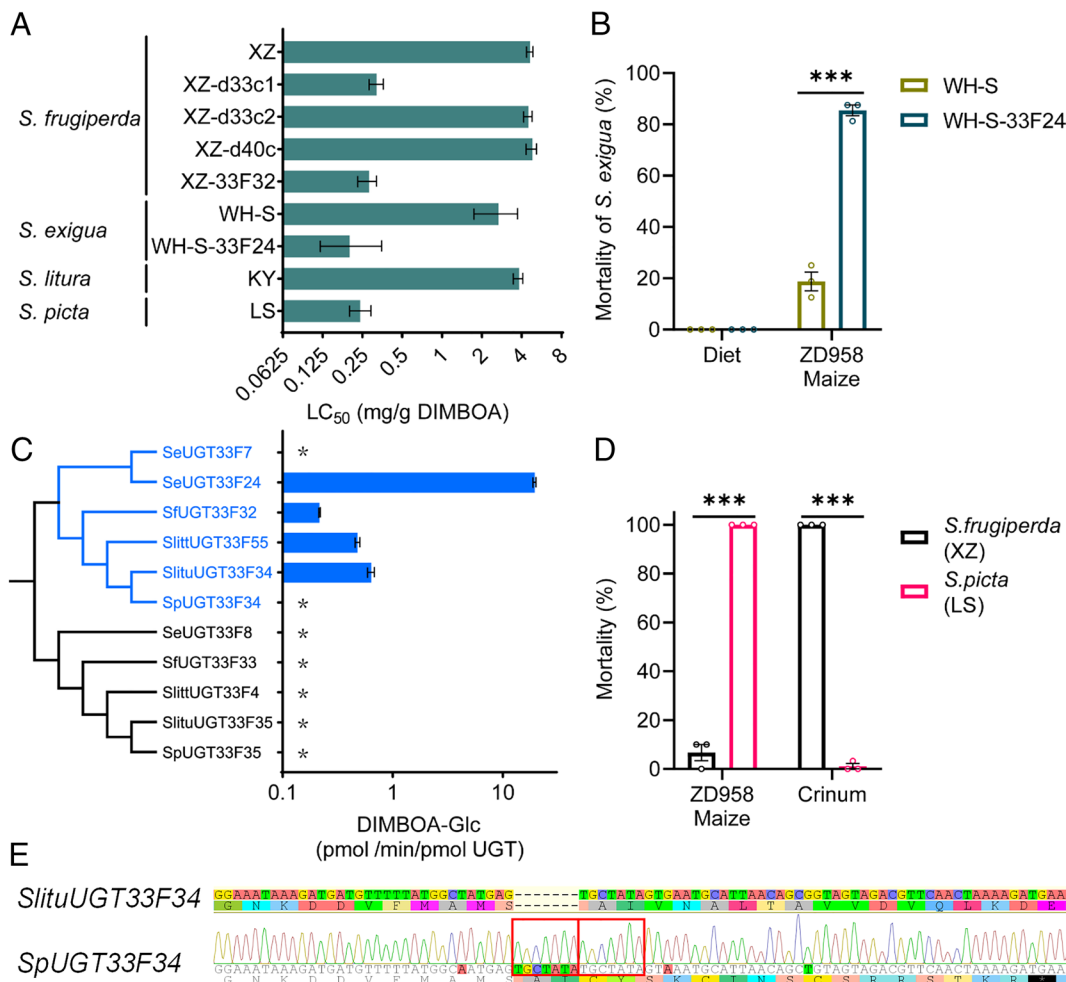 A
XZ
XZ-d33c1
S. frugiperda
XZ-d33c2
XZ-d40c
XZ-33F32
S. exigua
WH-S
WH-S-33F24
S. litura
KY
S. picta
LS
0.0625
0.125
0.25
0.5
1
2
4
8
LC50 (mg/g DIMBOA)
B
Mortality of S. exigua (%)
100
80
60
40
20
0
***
Diet
ZD958
Maize
WH-S
WH-S-33F24
C
SeUGT33F7 *
SeUGT33F24
SfUGT33F32
SlittUGT33F55
SlituUGT33F34
SpUGT33F34 *
SeUGT33F8 *
SfUGT33F33 *
SlittUGT33F4 *
SlituUGT33F35 *
SpUGT33F35 *
0.1
1
10
DIMBOA-Glc
(pmol /min/pmol UGT)
D
Mortality (%)
100
80
60
40
20
0
*** ***
ZD958
Maize
Crinum
S.frugiperda
(XZ)
S.picta
(LS)
E
SlituUGT33F34
GGAAATAAAGATGATGTTTTTATGGCTATGAG-------TGCTATAGTGAATGCATTAACAGCGGTAGTAGACGTTCAACTAAAAGATGAA
G N K D D V F M A M S A I V N A L T A V V D V Q L K D E
SpUGT33F34